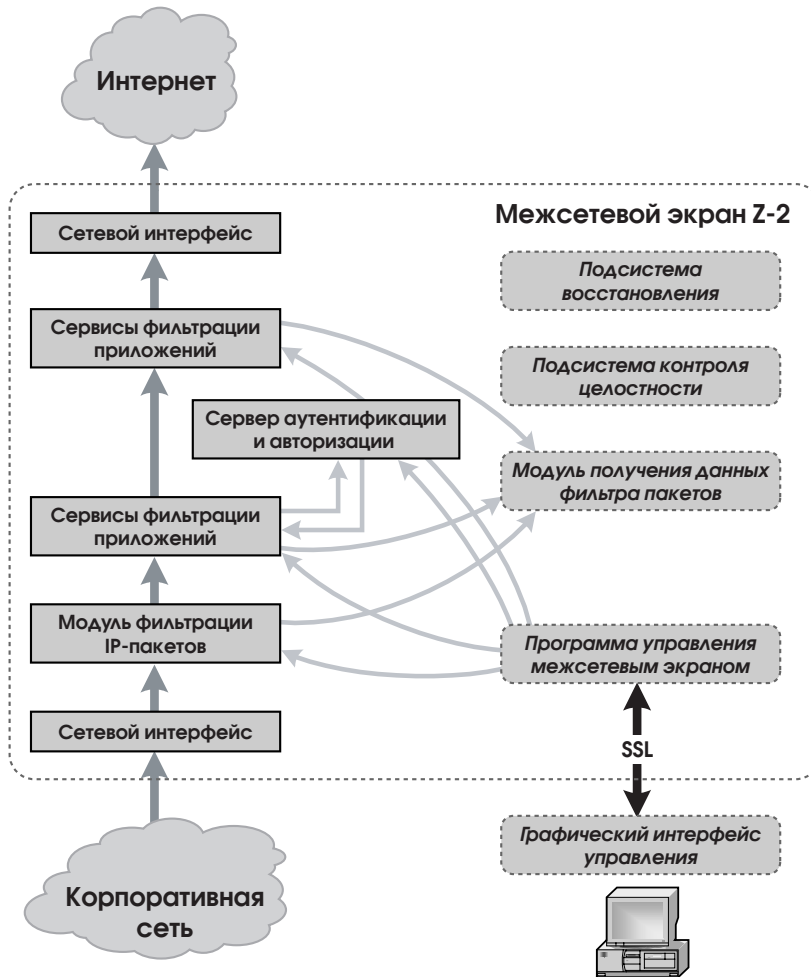 Интернет
Межсетевой экран Z-2
Сетевой интерфейс
Подсистема
восстановления
Сервисы фильтрации
приложений
Подсистема контроля
целостности
Сервер аутентификации
и авторизации
Модуль получения данных
фильтра пакетов
Сервисы фильтрации
приложений
Модуль фильтрации
IP-пакетов
Программа управления
межсетевым экраном
Сетевой интерфейс
SSL
Графический интерфейс
управления
Корпоративная
сеть